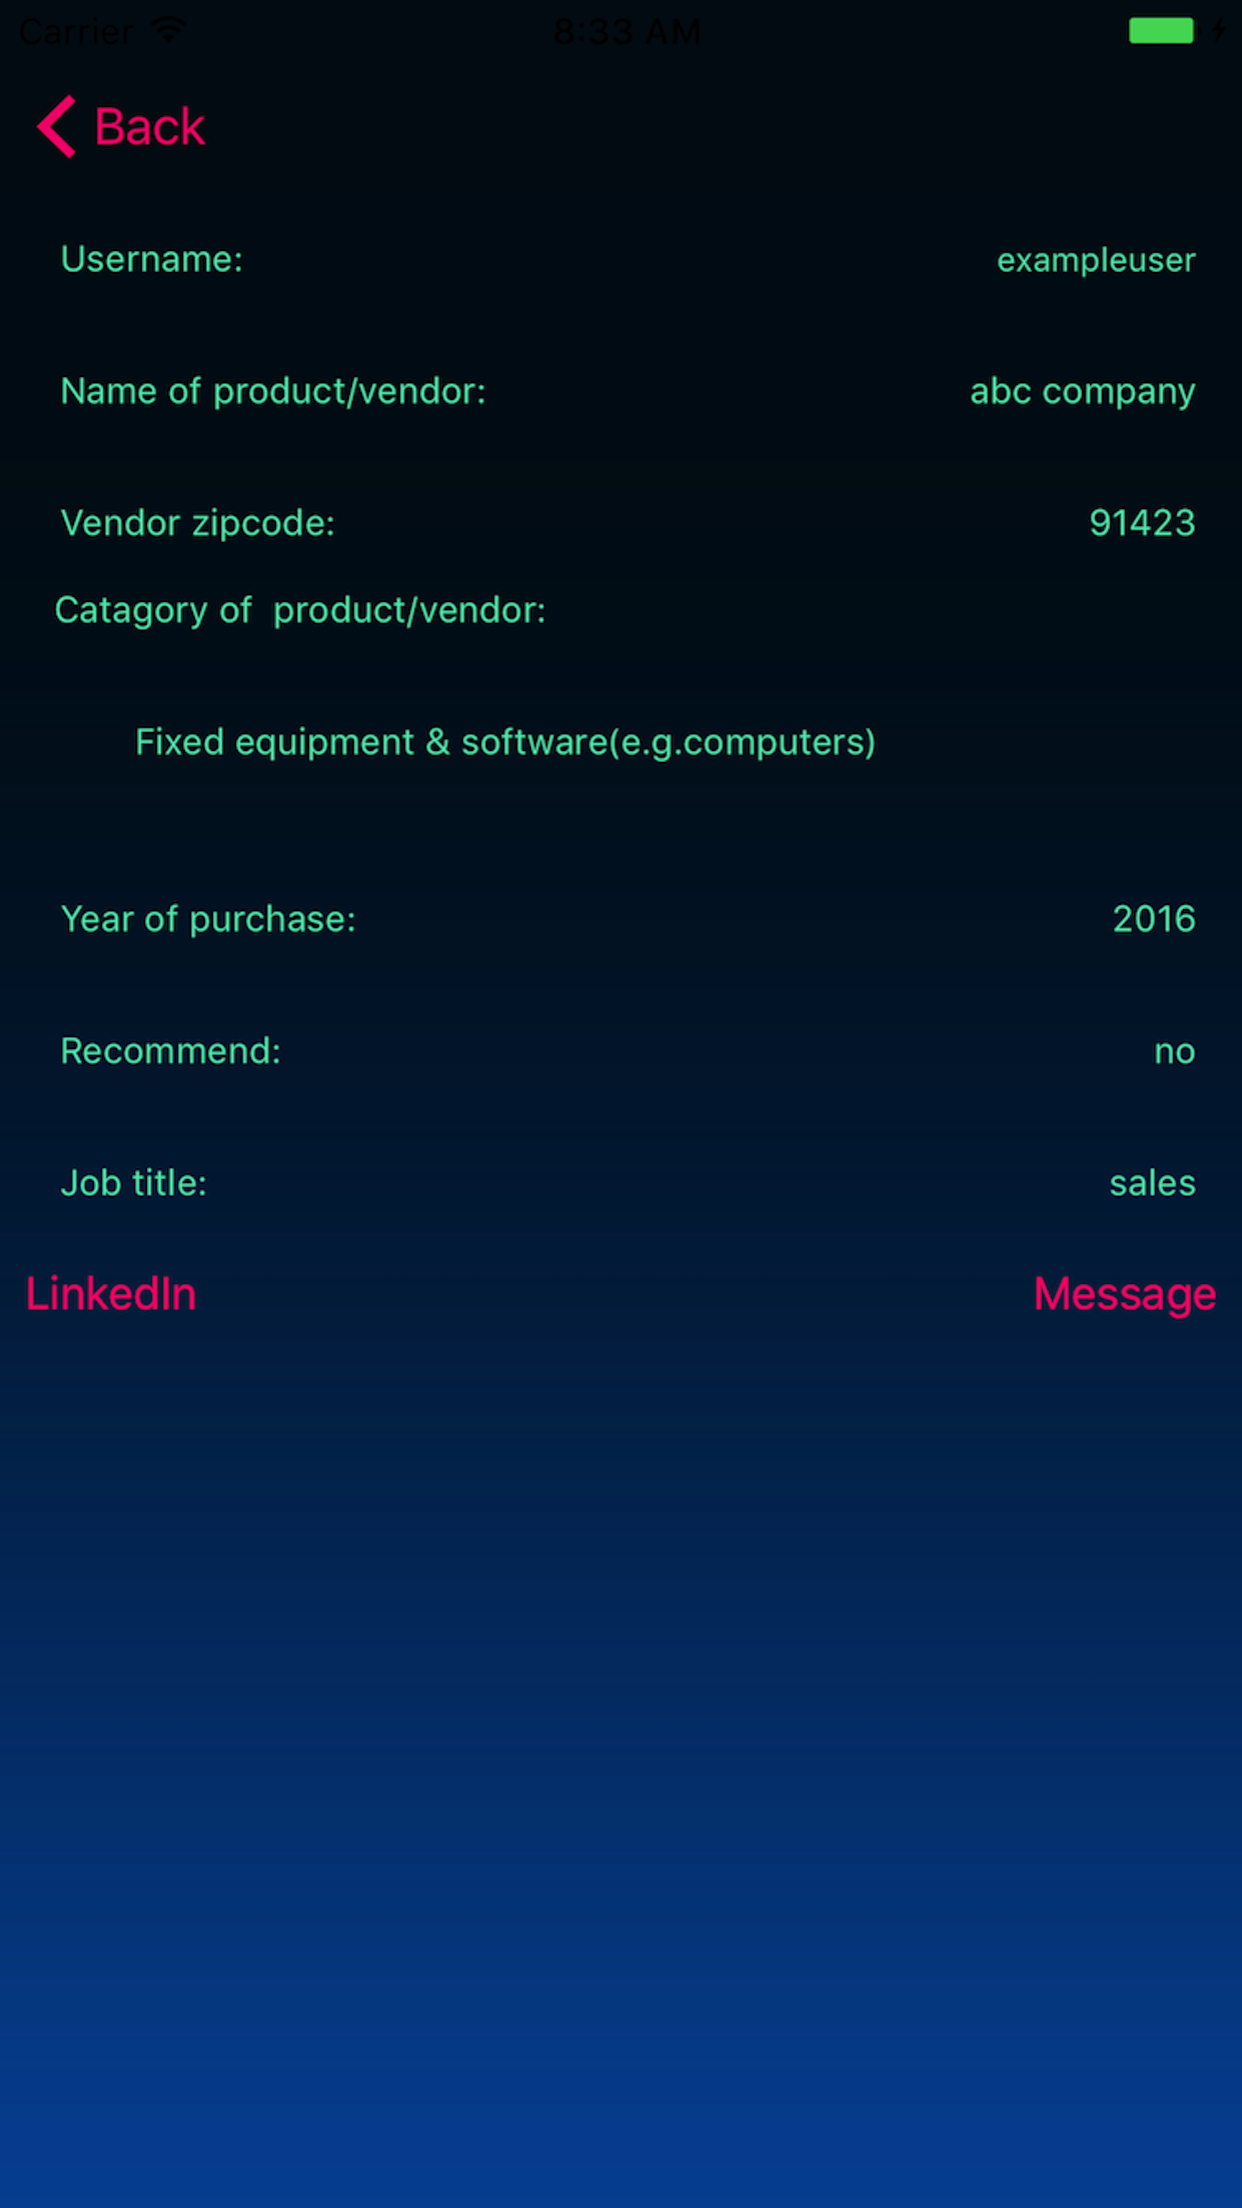 Carrier 8:33 AM
Back
Username: exampleuser
Name of product/vendor: abc company
Vendor zipcode: 91423
Catagory of  product/vendor:
Fixed equipment & software(e.g.computers)
Year of purchase: 2016
Recommend: no
Job title: sales
LinkedIn Message